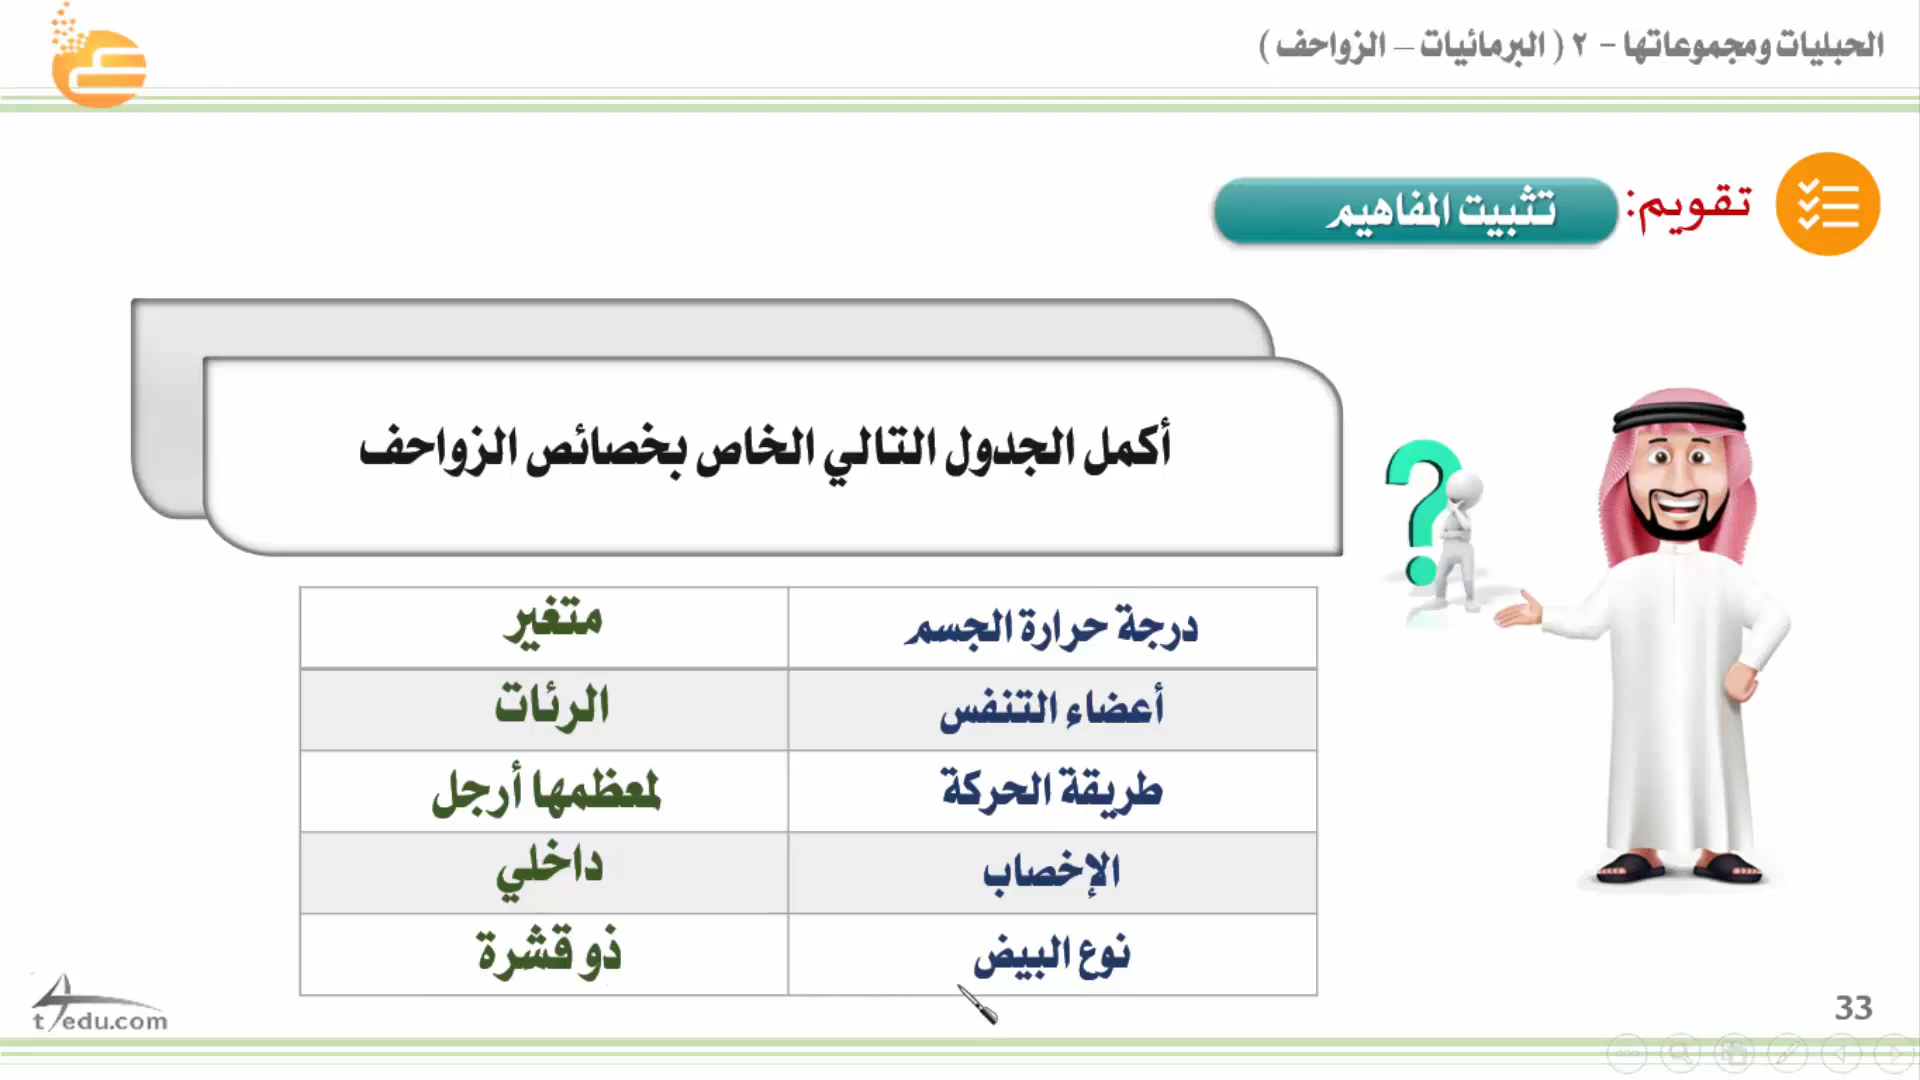 الحبليات ومجموعاتها - ٢ ( البرمائيات – الزواحف )
تقويم:
تثبيت المفاهيم
أكمل الجدول التالي الخاص بخصائص الزواحف
درجة حرارة الجسم متغير
أعضاء التنفس الرئات
طريقة الحركة لمعظمها أرجل
الإخصاب داخلي
نوع البيض ذو قشرة
t4edu.com
33